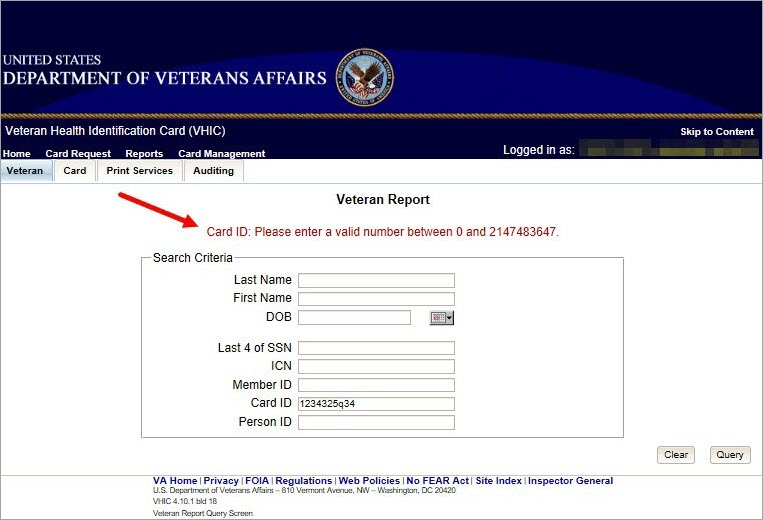 UNITED STATES
DEPARTMENT OF VETERANS AFFAIRS
Veteran Health Identification Card (VHIC)
Skip to Content
Home Card Request Reports Card Management
Logged in as:
Veteran Card Print Services Auditing
Veteran Report
Card ID: Please enter a valid number between 0 and 2147483647.
Search Criteria
Last Name
First Name
DOB
Last 4 of SSN
ICN
Member ID
Card ID 1234325q34
Person ID
Clear Query
VA Home | Privacy | FOIA | Regulations | Web Policies | No FEAR Act | Site Index | Inspector General
U.S. Department of Veterans Affairs – 810 Vermont Avenue, NW – Washington, DC 20420
VHIC 4.10.1 bld 18
Veteran Report Query Screen